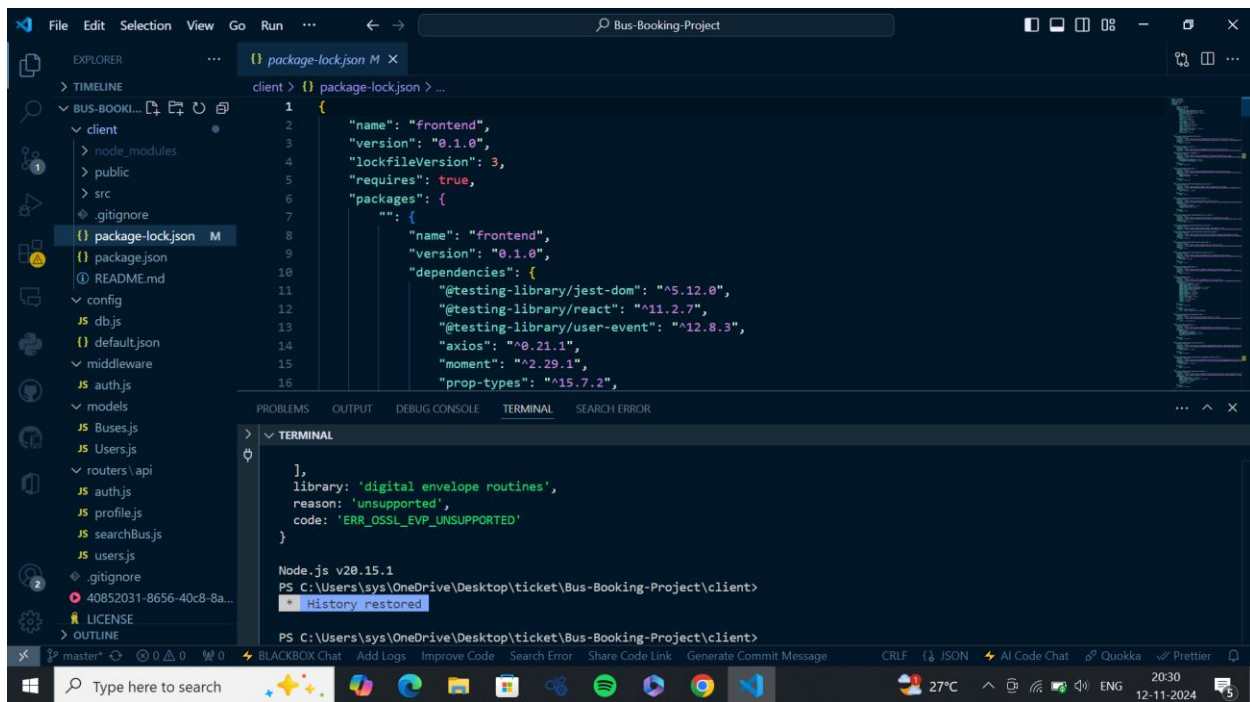 File Edit Selection View Go Run ··· Bus-Booking-Project
EXPLORER ···
TIMELINE
BUS-BOOKI...
client
node_modules
public
src
.gitignore
{} package-lock.json M
{} package.json
README.md
config
JS db.js
{} default.json
middleware
JS auth.js
models
JS Buses.js
JS Users.js
routers\api
JS auth.js
JS profile.js
JS searchBus.js
JS users.js
.gitignore
40852031-8656-40c8-8a...
LICENSE
OUTLINE
1
2
{} package-lock.json M ×
client > {} package-lock.json > ...
1 {
2 "name": "frontend",
3 "version": "0.1.0",
4 "lockfileVersion": 3,
5 "requires": true,
6 "packages": {
7 "": {
8 "name": "frontend",
9 "version": "0.1.0",
10 "dependencies": {
11 "@testing-library/jest-dom": "^5.12.0",
12 "@testing-library/react": "^11.2.7",
13 "@testing-library/user-event": "^12.8.3",
14 "axios": "^0.21.1",
15 "moment": "^2.29.1",
16 "prop-types": "^15.7.2",
PROBLEMS OUTPUT DEBUG CONSOLE TERMINAL SEARCH ERROR ···
TERMINAL
],
library: 'digital envelope routines',
reason: 'unsupported',
code: 'ERR_OSSL_EVP_UNSUPPORTED'
}
Node.js v20.15.1
PS C:\Users\sys\OneDrive\Desktop\ticket\Bus-Booking-Project\client>
* History restored
PS C:\Users\sys\OneDrive\Desktop\ticket\Bus-Booking-Project\client>
master* 0 0 0 BLACKBOX Chat Add Logs Improve Code Search Error Share Code Link Generate Commit Message CRLF {} JSON AI Code Chat Quokka Prettier
Type here to search 27°C ENG 20:30
12-11-2024
5